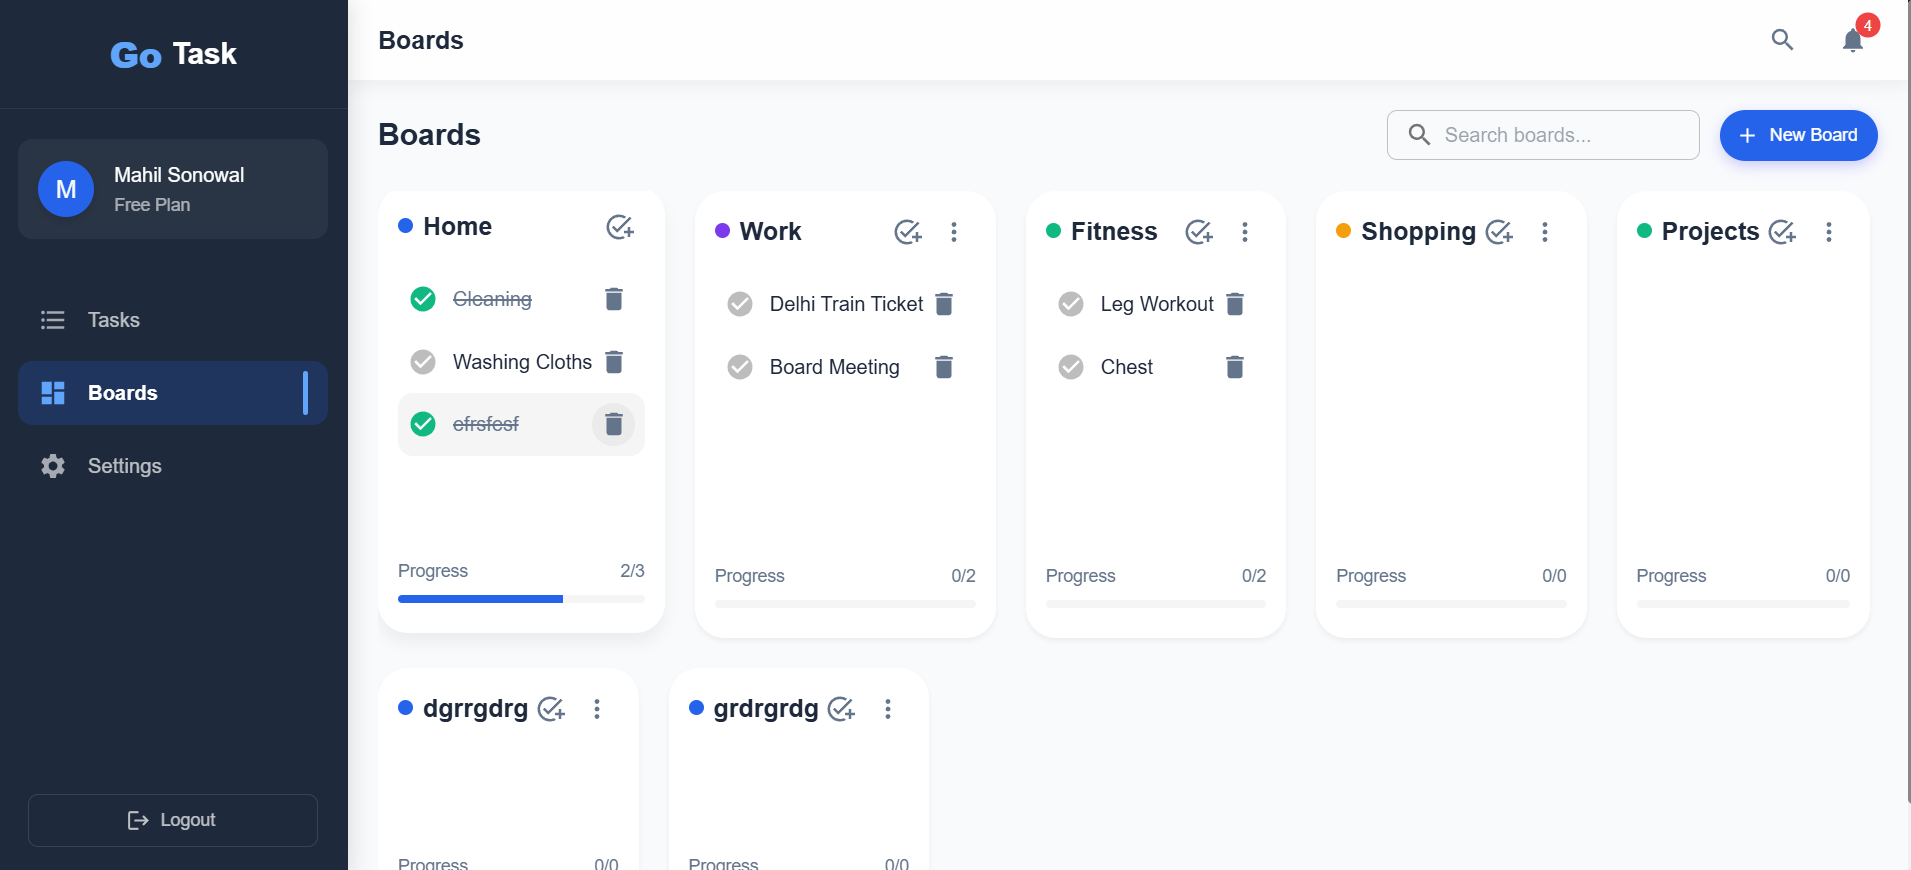 Go Task
Mahil Sonowal
Free Plan
M
Tasks
Boards
Settings
Logout
Boards
4
Boards
Search boards...
New Board
Home
Cleaning
Washing Cloths
efrsfesf
Progress 2/3
Work
Delhi Train Ticket
Board Meeting
Progress 0/2
Fitness
Leg Workout
Chest
Progress 0/2
Shopping
Progress 0/0
Projects
Progress 0/0
dgrrgdrg
Progress 0/0
grdrgrdg
Progress 0/0